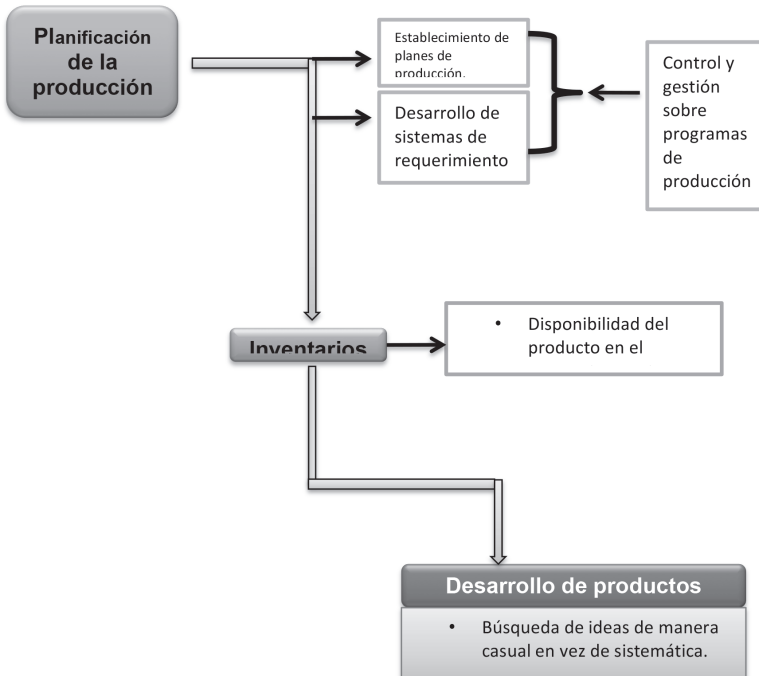 Planificación
de la
producción
Establecimiento de
planes de
producción.
Desarrollo de
sistemas de
requerimiento
Control y
gestión
sobre
programas
de
producción
Inventarios
• Disponibilidad del
producto en el
Desarrollo de productos
• Búsqueda de ideas de manera
casual en vez de sistemática.